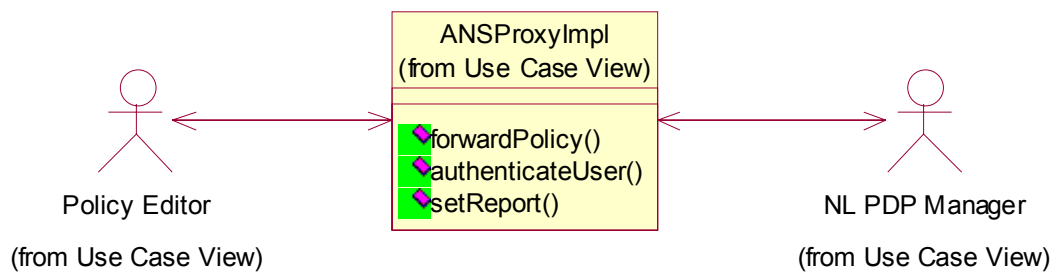 ANSProxyImpl
(from Use Case View)
forwardPolicy()
authenticateUser()
setReport()
Policy Editor
(from Use Case View)
NL PDP Manager
(from Use Case View)